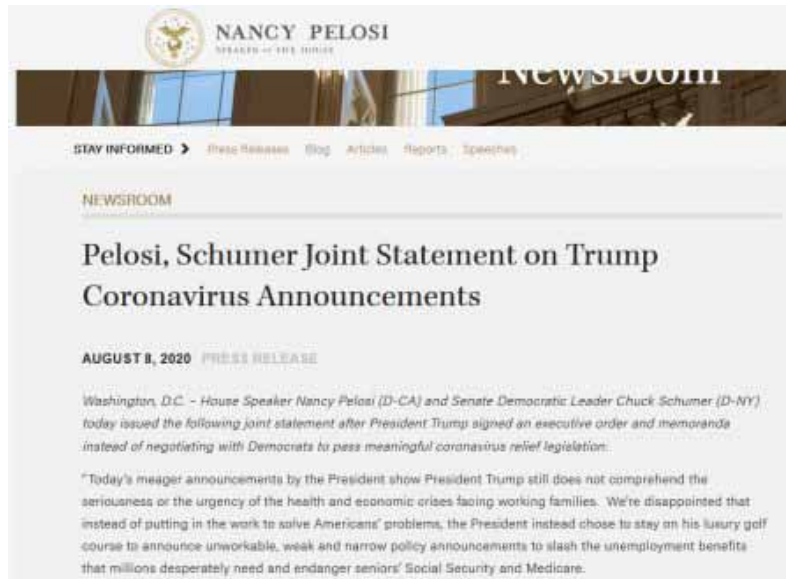 NANCY PELOSI
SPEAKER OF THE HOUSE
Newsroom
STAY INFORMED > Press Releases Blog Articles Reports Speeches
NEWSROOM
Pelosi, Schumer Joint Statement on Trump
Coronavirus Announcements
AUGUST 8, 2020 PRESS RELEASE
Washington, D.C. – House Speaker Nancy Pelosi (D-CA) and Senate Democratic Leader Chuck Schumer (D-NY)
today issued the following joint statement after President Trump signed an executive order and memoranda
instead of negotiating with Democrats to pass meaningful coronavirus relief legislation:
“Today's meager announcements by the President show President Trump still does not comprehend the
seriousness or the urgency of the health and economic crises facing working families. We're disappointed that
instead of putting in the work to solve Americans' problems, the President instead chose to stay on his luxury golf
course to announce unworkable, weak and narrow policy announcements to slash the unemployment benefits
that millions desperately need and endanger seniors' Social Security and Medicare.